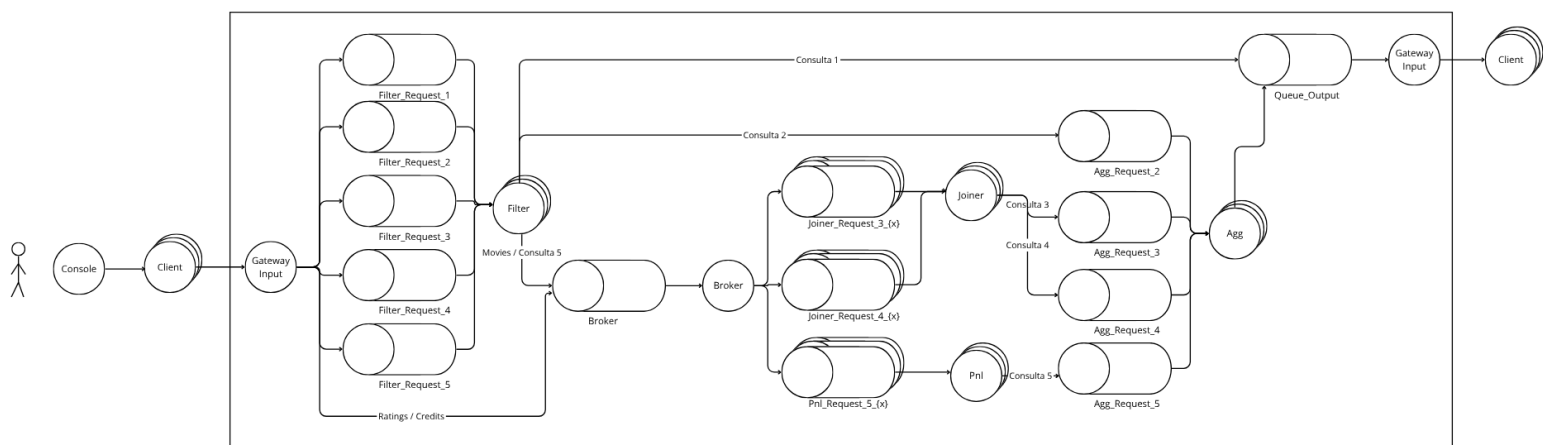 Console
Client
Gateway
Input
Filter_Request_1
Filter_Request_2
Filter_Request_3
Filter_Request_4
Filter_Request_5
Ratings / Credits
Filter
Consulta 1
Consulta 2
Movies / Consulta 5
Broker
Broker
Joiner_Request_3_{x}
Joiner_Request_4_{x}
Pnl_Request_5_{x}
Joiner
Pnl
Consulta 3
Consulta 4
Consulta 5
Agg_Request_2
Agg_Request_3
Agg_Request_4
Agg_Request_5
Agg
Queue_Output
Gateway
Input
Client